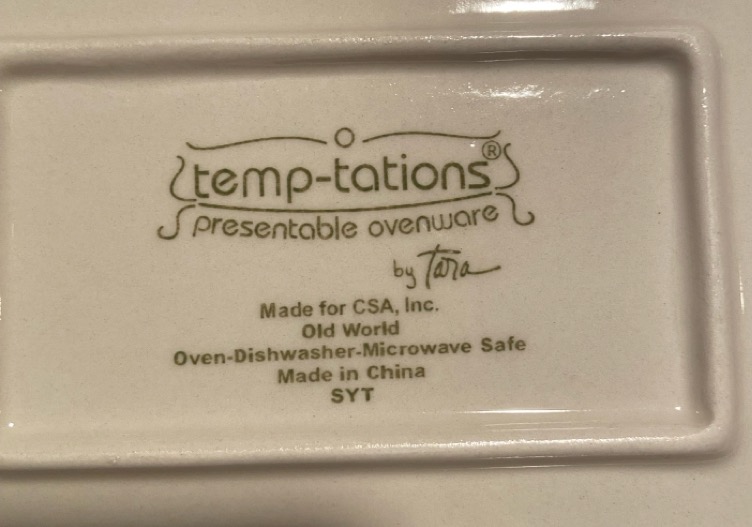 temp-tations®
presentable ovenware
by Tara
Made for CSA, Inc.
Old World
Oven-Dishwasher-Microwave Safe
Made in China
SYT